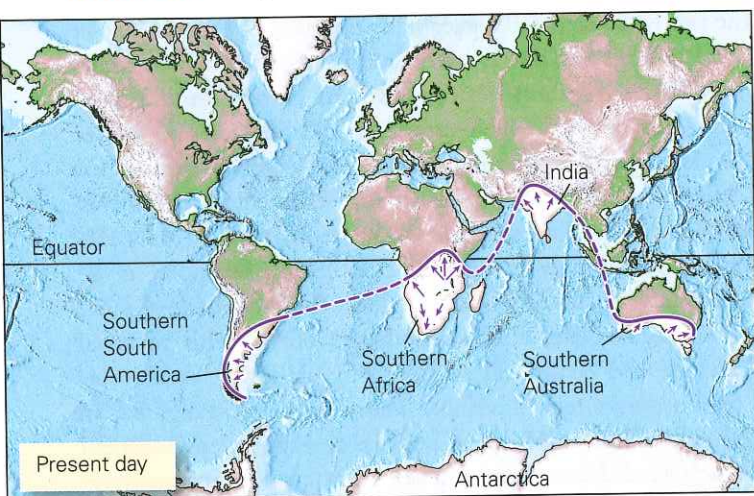 India
Equator
Southern
South
America
Southern
Africa
Southern
Australia
Present day
Antarctica